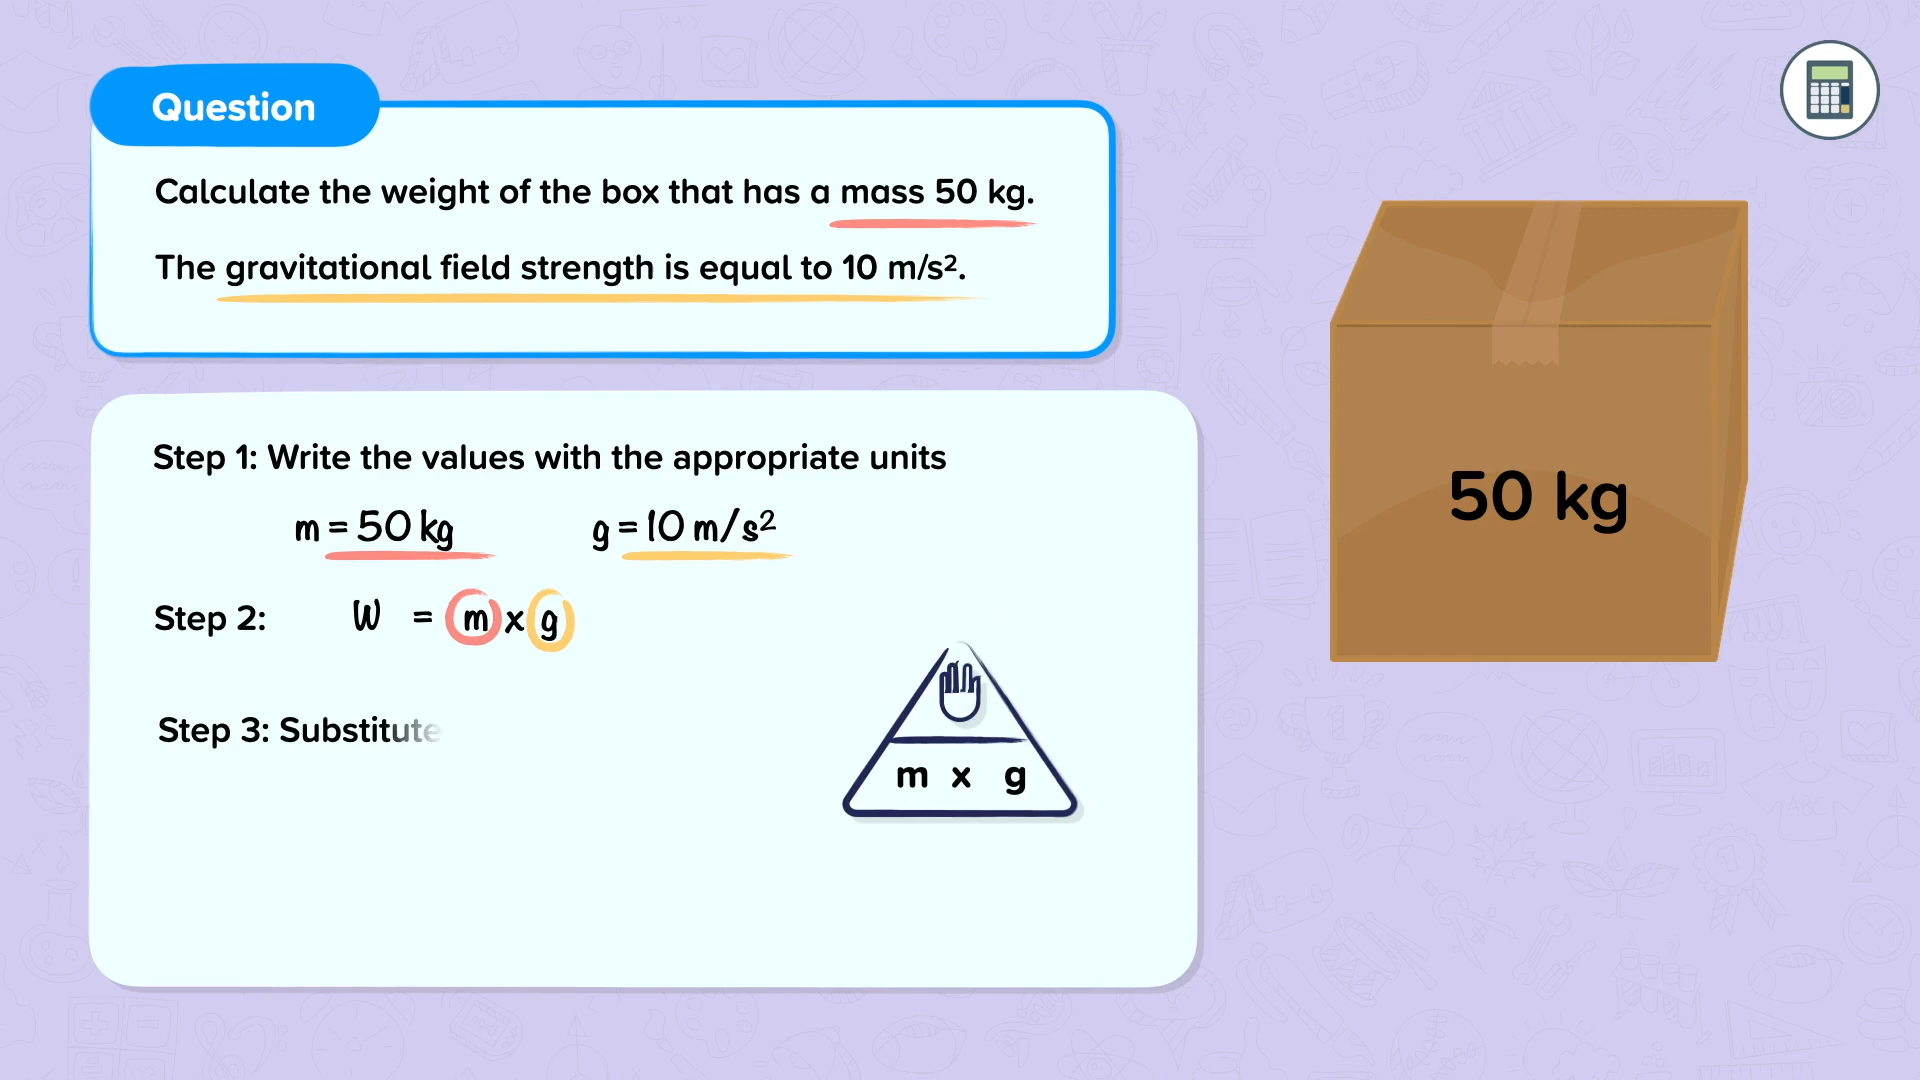 Question
Calculate the weight of the box that has a mass 50 kg.
The gravitational field strength is equal to 10 m/s².
Step 1: Write the values with the appropriate units
m = 50 kg g = 10 m/s²
Step 2: W = m x g
Step 3: Substitute
m x g
50 kg